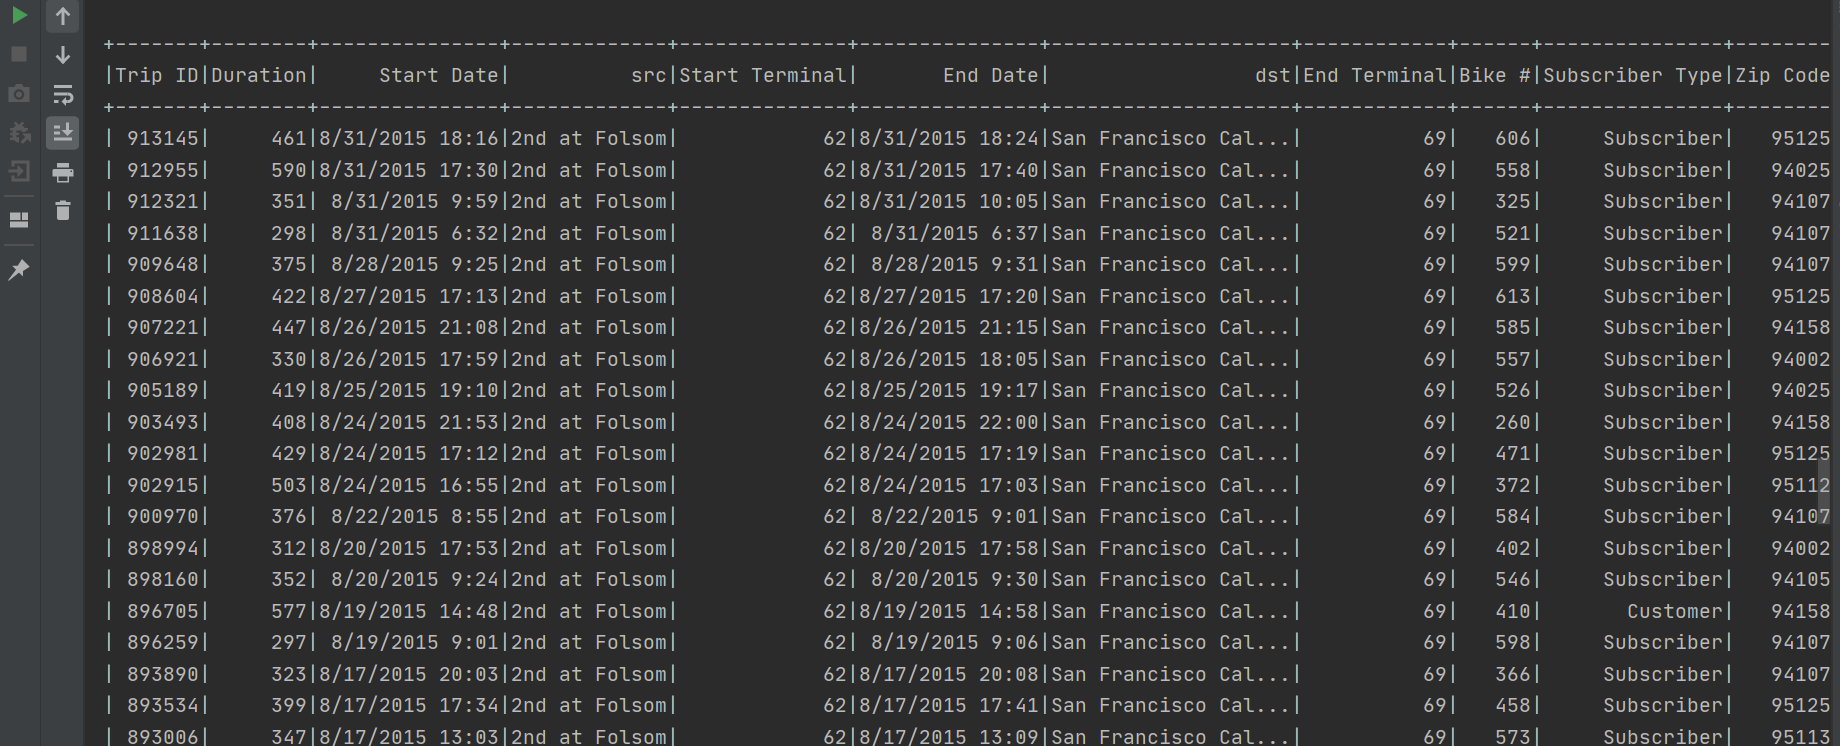 +-------+--------+---------------+-------------+--------------+---------------+--------------------+------------+------+---------------+--------
|Trip ID|Duration|     Start Date|          src|Start Terminal|       End Date|                 dst|End Terminal|Bike #|Subscriber Type|Zip Code
+-------+--------+---------------+-------------+--------------+---------------+--------------------+------------+------+---------------+--------
| 913145|     461|8/31/2015 18:16|2nd at Folsom|            62|8/31/2015 18:24|San Francisco Cal...|          69|   606|     Subscriber|   95125
| 912955|     590|8/31/2015 17:30|2nd at Folsom|            62|8/31/2015 17:40|San Francisco Cal...|          69|   558|     Subscriber|   94025
| 912321|     351| 8/31/2015 9:59|2nd at Folsom|            62|8/31/2015 10:05|San Francisco Cal...|          69|   325|     Subscriber|   94107
| 911638|     298| 8/31/2015 6:32|2nd at Folsom|            62| 8/31/2015 6:37|San Francisco Cal...|          69|   521|     Subscriber|   94107
| 909648|     375| 8/28/2015 9:25|2nd at Folsom|            62| 8/28/2015 9:31|San Francisco Cal...|          69|   599|     Subscriber|   94107
| 908604|     422|8/27/2015 17:13|2nd at Folsom|            62|8/27/2015 17:20|San Francisco Cal...|          69|   613|     Subscriber|   95125
| 907221|     447|8/26/2015 21:08|2nd at Folsom|            62|8/26/2015 21:15|San Francisco Cal...|          69|   585|     Subscriber|   94158
| 906921|     330|8/26/2015 17:59|2nd at Folsom|            62|8/26/2015 18:05|San Francisco Cal...|          69|   557|     Subscriber|   94002
| 905189|     419|8/25/2015 19:10|2nd at Folsom|            62|8/25/2015 19:17|San Francisco Cal...|          69|   526|     Subscriber|   94025
| 903493|     408|8/24/2015 21:53|2nd at Folsom|            62|8/24/2015 22:00|San Francisco Cal...|          69|   260|     Subscriber|   94158
| 902981|     429|8/24/2015 17:12|2nd at Folsom|            62|8/24/2015 17:19|San Francisco Cal...|          69|   471|     Subscriber|   95125
| 902915|     503|8/24/2015 16:55|2nd at Folsom|            62|8/24/2015 17:03|San Francisco Cal...|          69|   372|     Subscriber|   95112
| 900970|     376| 8/22/2015 8:55|2nd at Folsom|            62| 8/22/2015 9:01|San Francisco Cal...|          69|   584|     Subscriber|   94107
| 898994|     312|8/20/2015 17:53|2nd at Folsom|            62|8/20/2015 17:58|San Francisco Cal...|          69|   402|     Subscriber|   94002
| 898160|     352| 8/20/2015 9:24|2nd at Folsom|            62| 8/20/2015 9:30|San Francisco Cal...|          69|   546|     Subscriber|   94105
| 896705|     577|8/19/2015 14:48|2nd at Folsom|            62|8/19/2015 14:58|San Francisco Cal...|          69|   410|       Customer|   94158
| 896259|     297| 8/19/2015 9:01|2nd at Folsom|            62| 8/19/2015 9:06|San Francisco Cal...|          69|   598|     Subscriber|   94107
| 893890|     323|8/17/2015 20:03|2nd at Folsom|            62|8/17/2015 20:08|San Francisco Cal...|          69|   366|     Subscriber|   94107
| 893534|     399|8/17/2015 17:34|2nd at Folsom|            62|8/17/2015 17:41|San Francisco Cal...|          69|   458|     Subscriber|   95125
| 893006|     347|8/17/2015 13:03|2nd at Folsom|            62|8/17/2015 13:09|San Francisco Cal...|          69|   573|     Subscriber|   95113